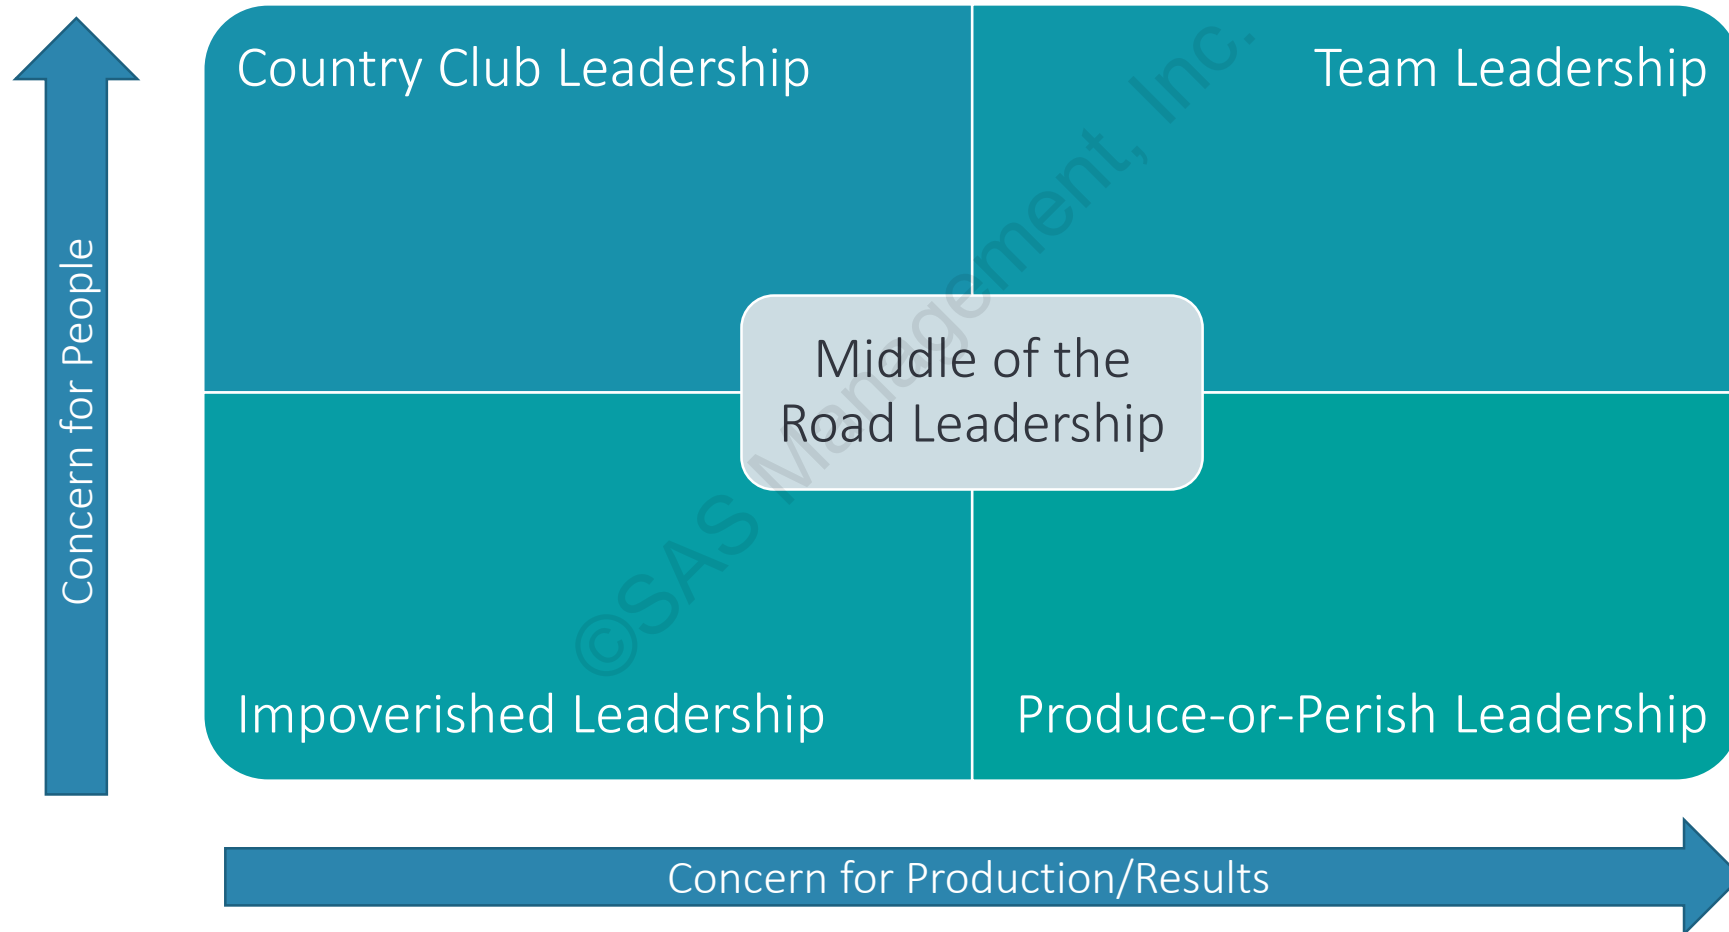 Country Club Leadership
Team Leadership
Concern for People
Middle of the
Road Leadership
©SAS Management, Inc.
Impoverished Leadership
Produce-or-Perish Leadership
Concern for Production/Results